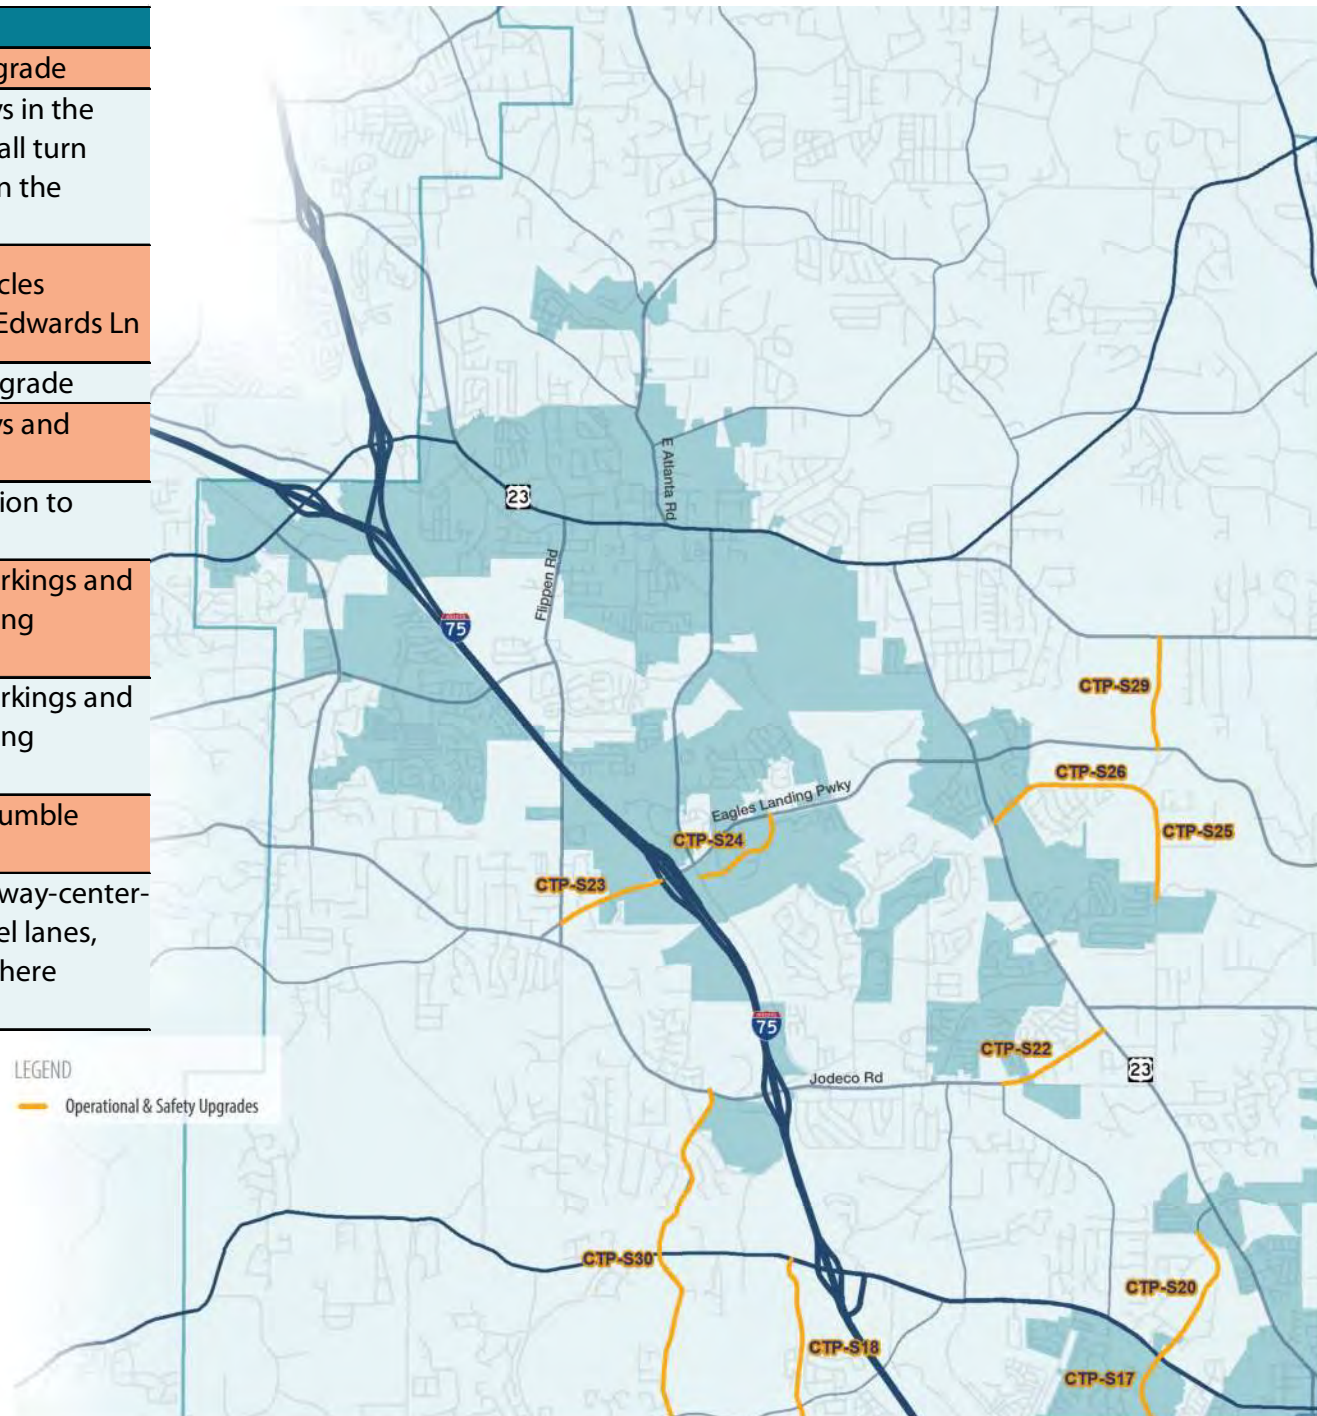 grade
ys in the
all turn
n the
cles
Edwards Ln
grade
ys and
ion to
rkings and
ng
rkings and
ng
umble
way-center-
el lanes,
here
LEGEND
Operational & Safety Upgrades
E Atlanta Rd
23
Flippen Rd
75
CTP-S29
CTP-S26
Eagles Landing Pwky
CTP-S24
CTP-S25
CTP-S23
75
CTP-S22
23
Jodeco Rd
CTP-S30
CTP-S20
CTP-S18
CTP-S17